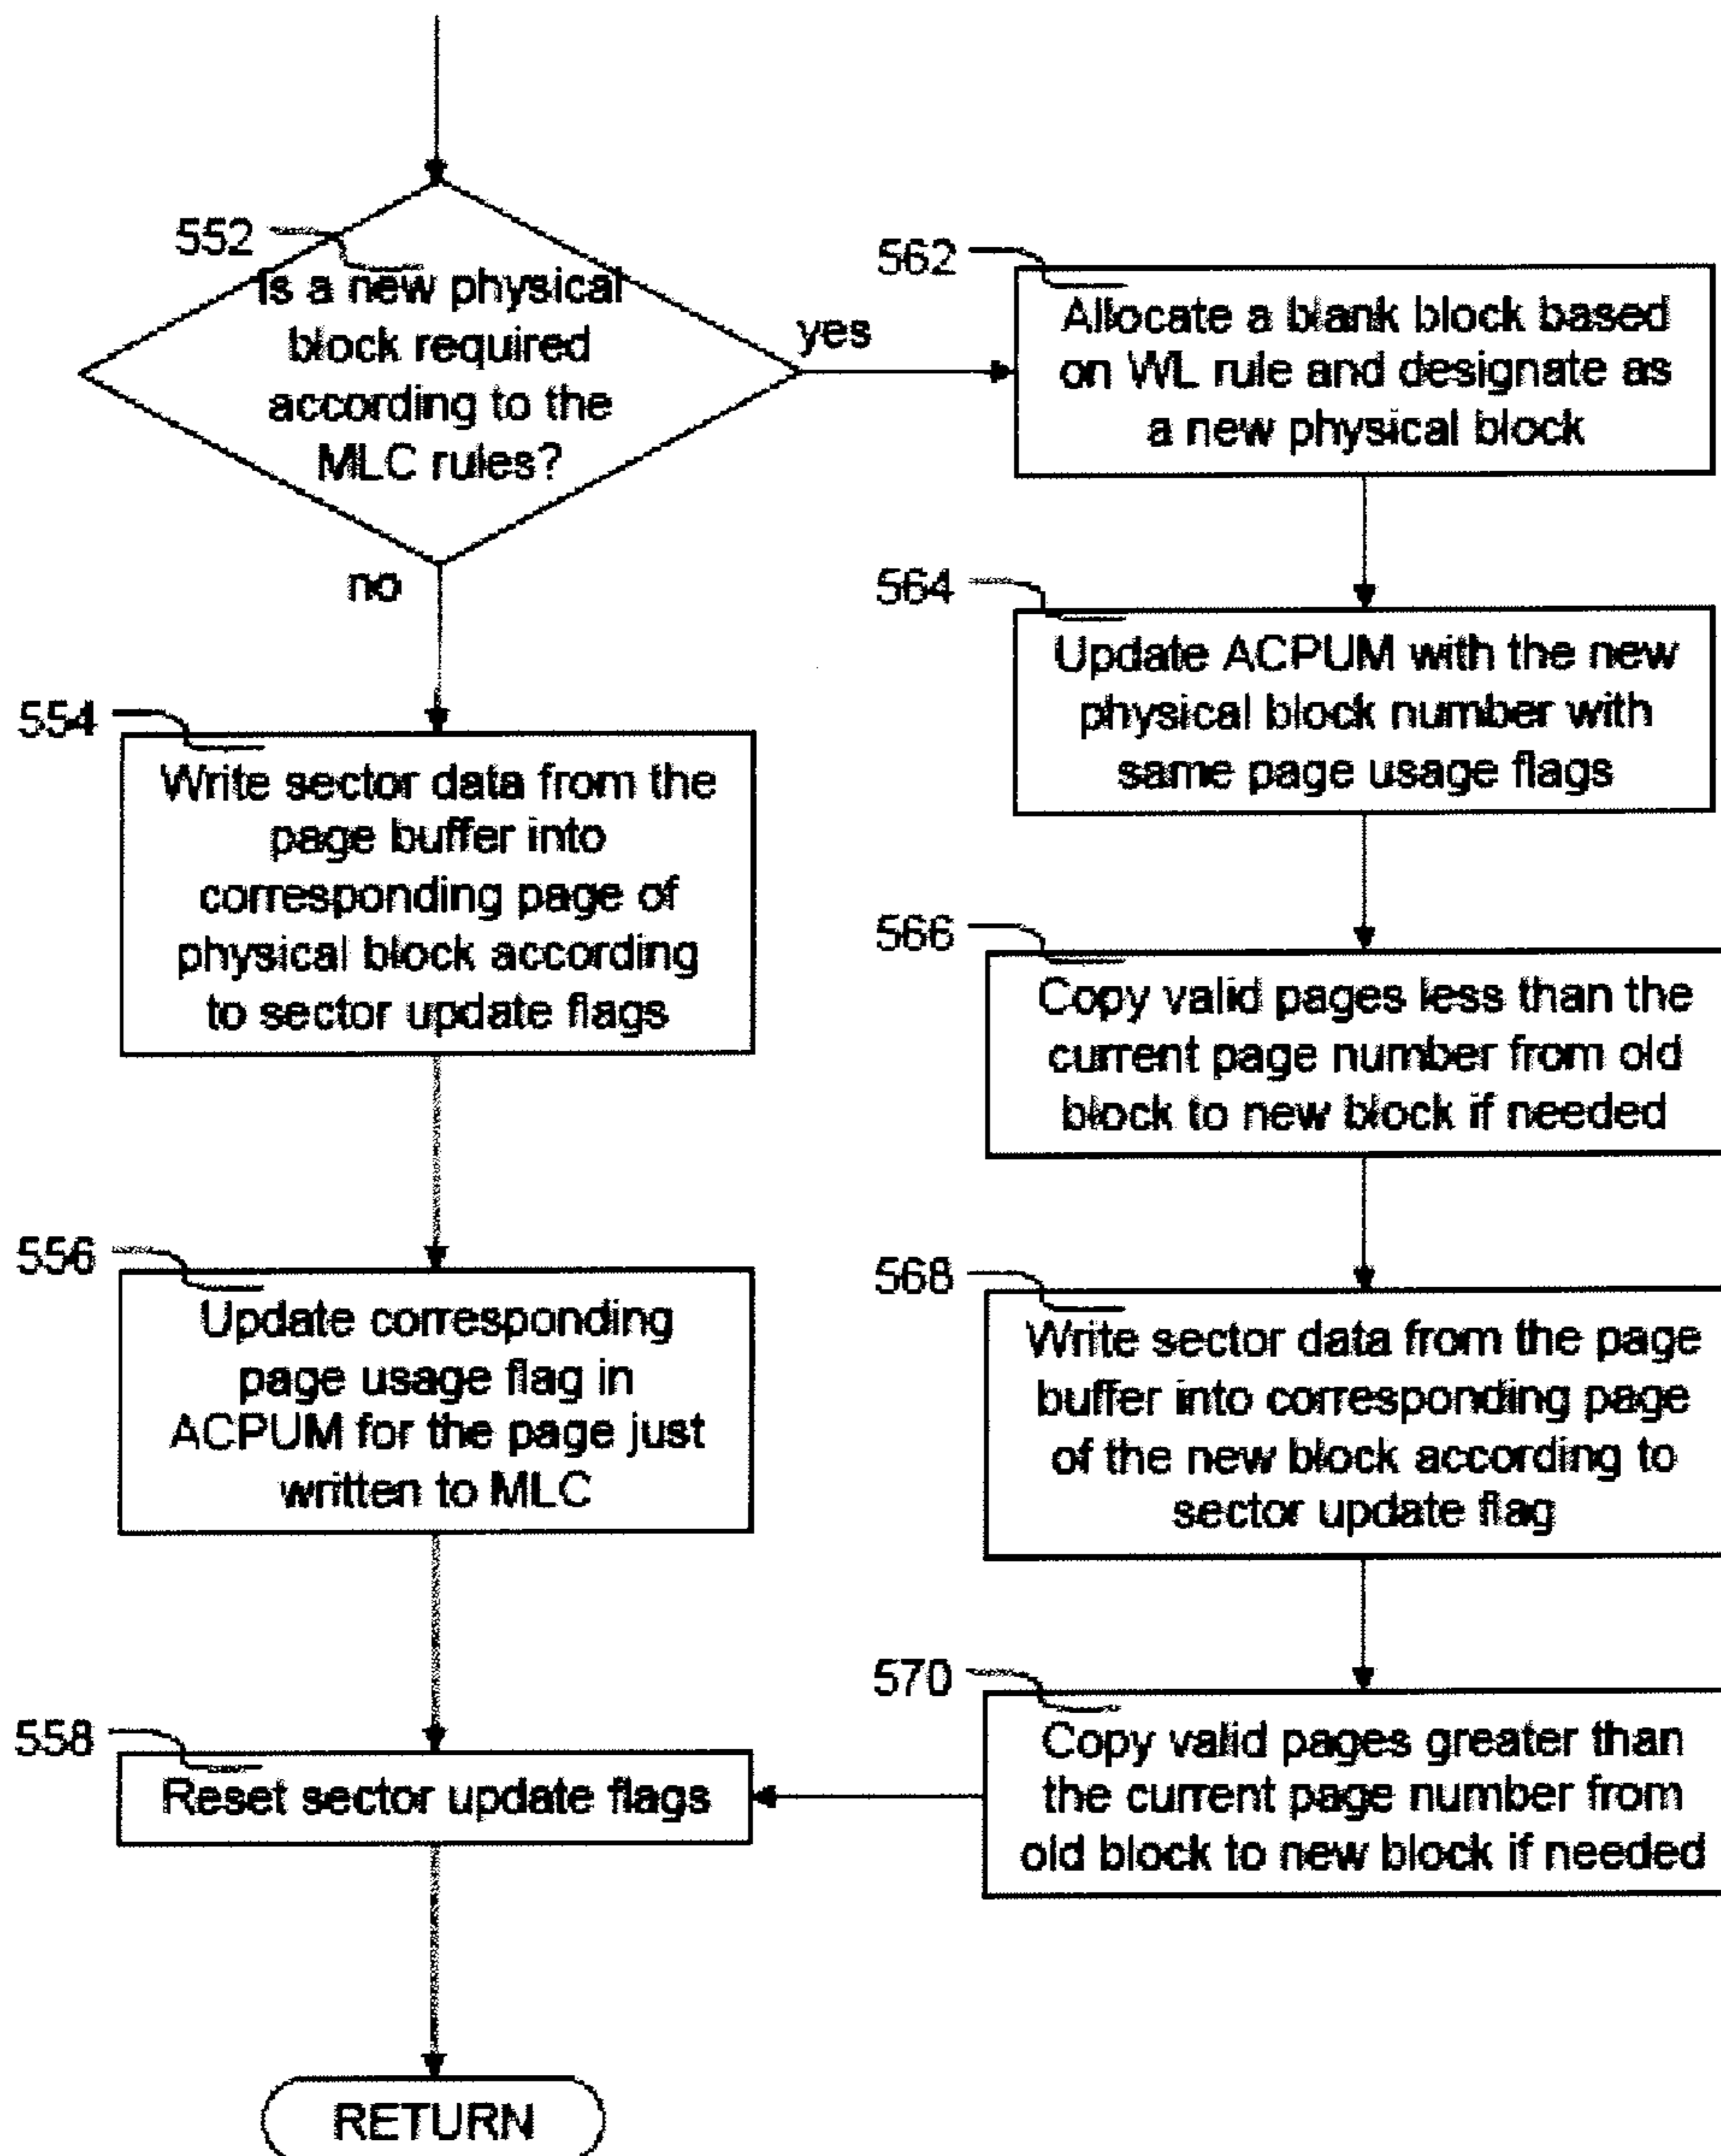 552
Is a new physical
block required
according to the
MLC rules?
yes
no
554
Write sector data from the
page buffer into
corresponding page of
physical block according
to sector update flags
556
Update corresponding
page usage flag in
ACPUM for the page just
written to MLC
558
Reset sector update flags
RETURN
562
Allocate a blank block based
on WL rule and designate as
a new physical block
564
Update ACPUM with the new
physical block number with
same page usage flags
566
Copy valid pages less than the
current page number from old
block to new block if needed
568
Write sector data from the page
buffer into corresponding page
of the new block according to
sector update flag
570
Copy valid pages greater than
the current page number from
old block to new block if needed